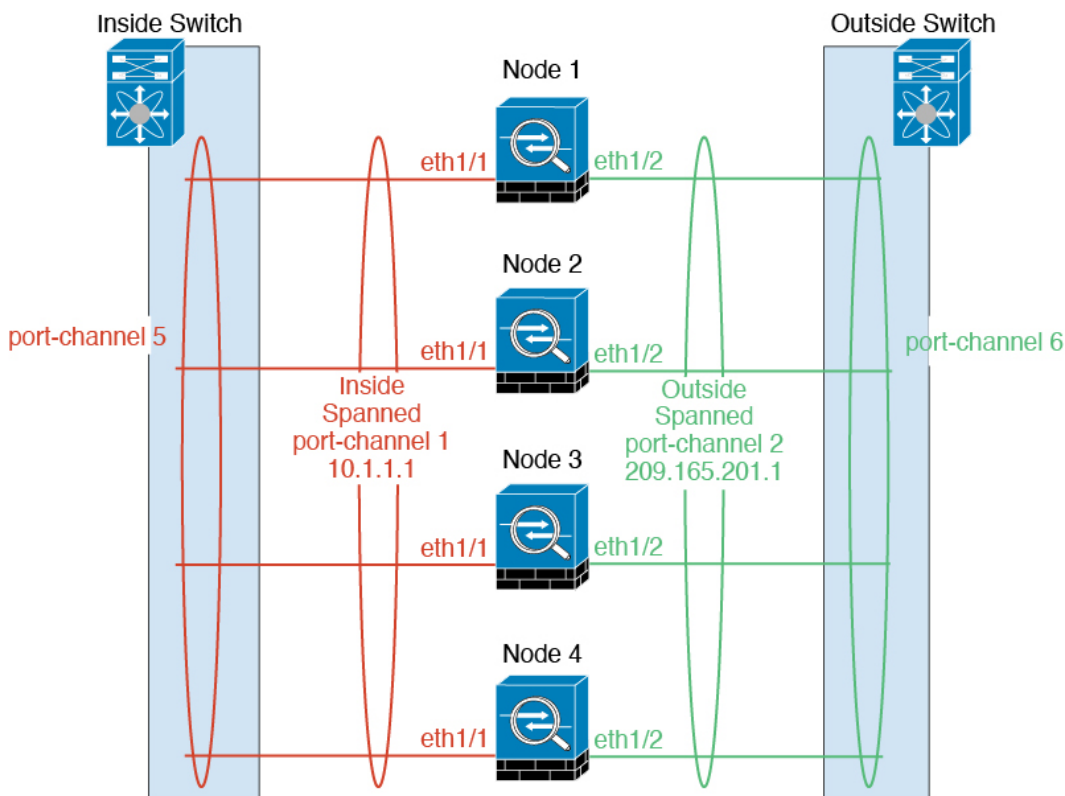 Inside Switch
Outside Switch
Node 1
eth1/1
eth1/2
Node 2
port-channel 5
eth1/1
eth1/2
port-channel 6
Inside
Spanned
port-channel 1
10.1.1.1
Outside
Spanned
port-channel 2
209.165.201.1
Node 3
eth1/1
eth1/2
Node 4
eth1/1
eth1/2